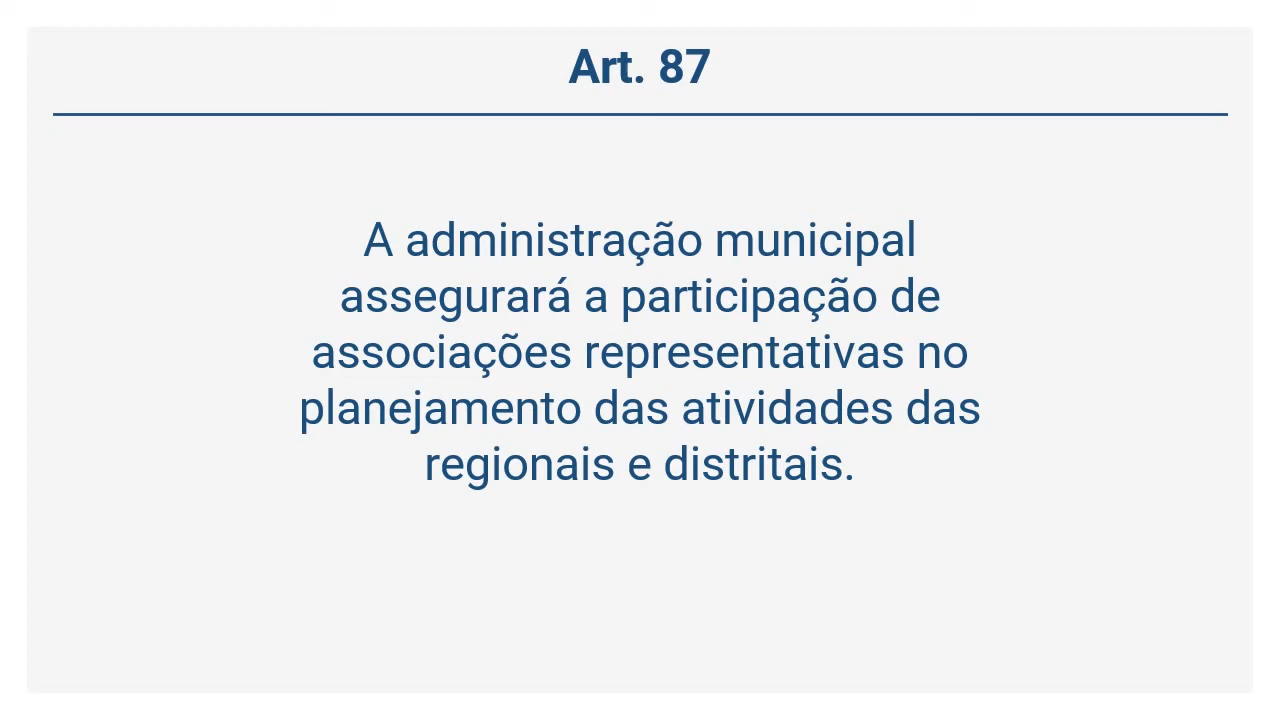 Art. 87
A administração municipal
assegurará a participação de
associações representativas no
planejamento das atividades das
regionais e distritais.